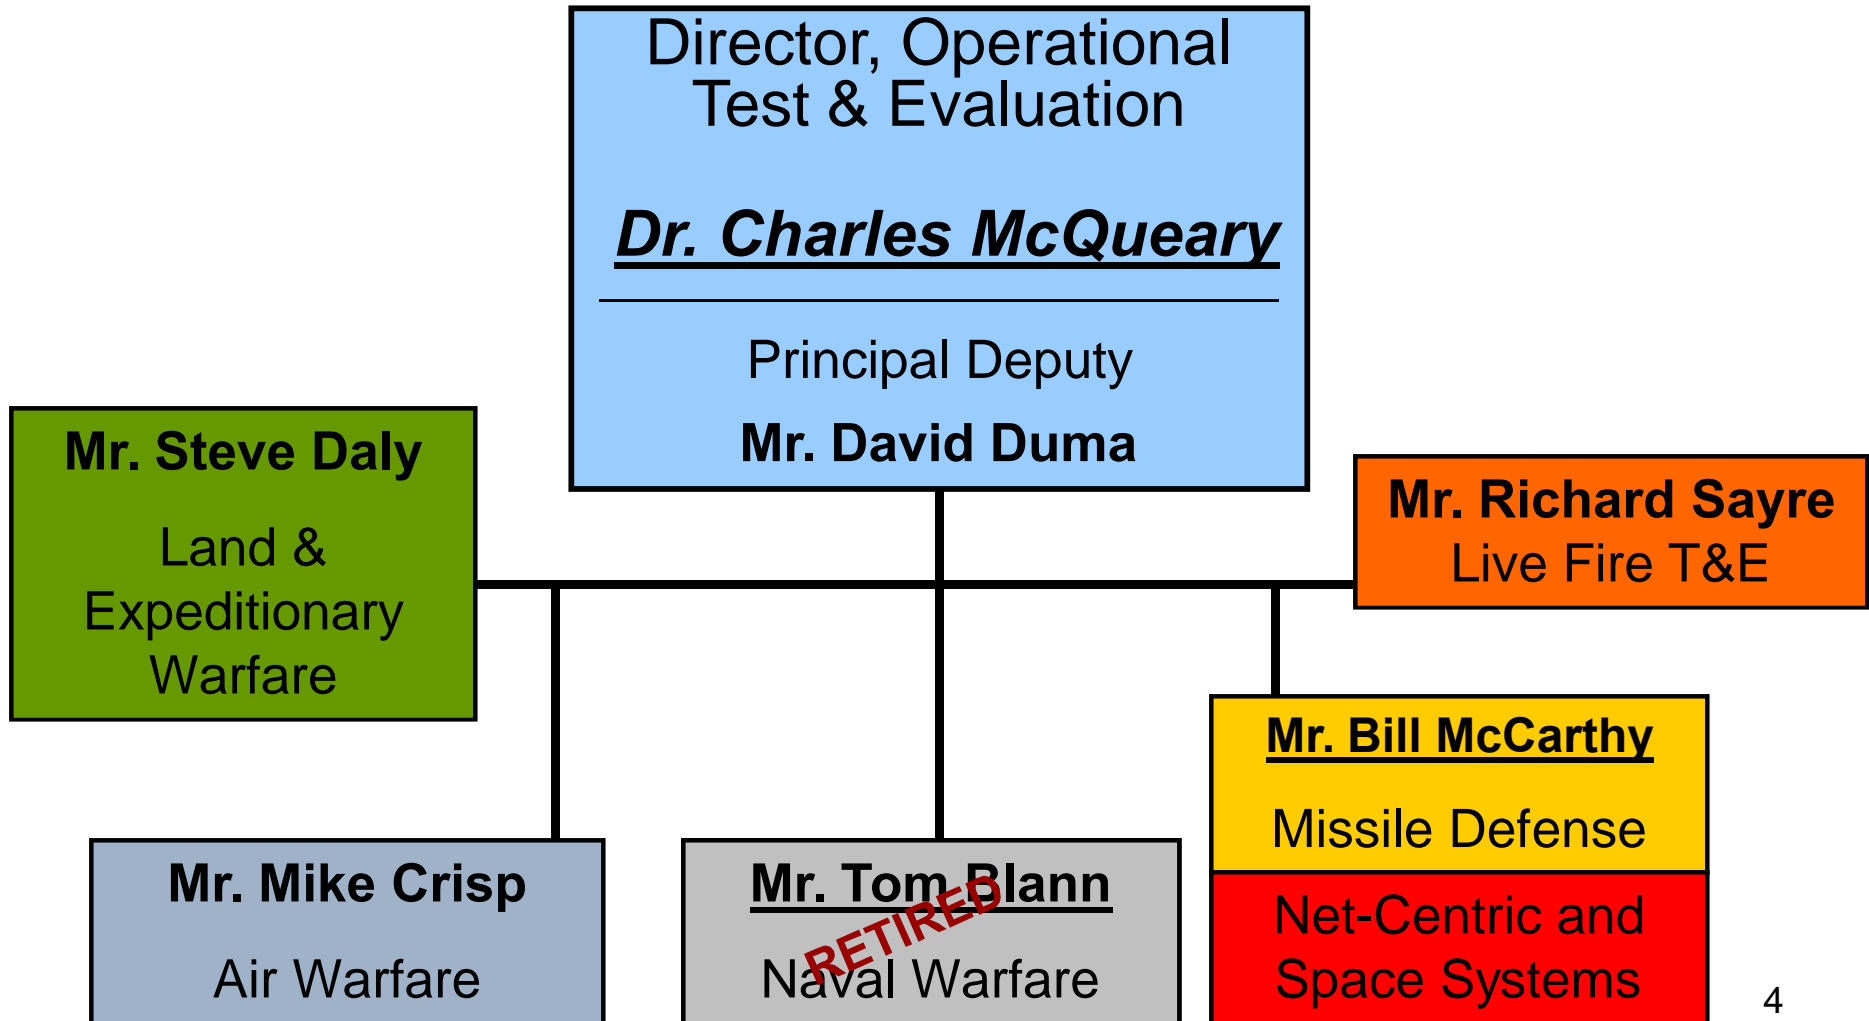 Director, Operational
Test & Evaluation
Dr. Charles McQueary
Principal Deputy
Mr. David Duma
Mr. Steve Daly
Land &
Expeditionary
Warfare
Mr. Richard Sayre
Live Fire T&E
Mr. Mike Crisp
Air Warfare
Mr. Tom Blann
RETIRED
Naval Warfare
Mr. Bill McCarthy
Missile Defense
Net-Centric and
Space Systems
4